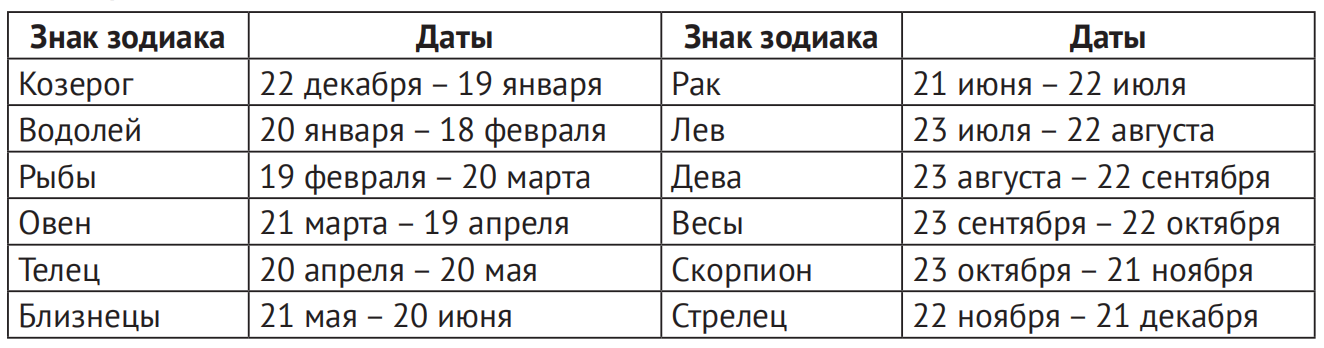 Знак зодиака Даты Знак зодиака Даты
Козерог 22 декабря – 19 января Рак 21 июня – 22 июля
Водолей 20 января – 18 февраля Лев 23 июля – 22 августа
Рыбы 19 февраля – 20 марта Дева 23 августа – 22 сентября
Овен 21 марта – 19 апреля Весы 23 сентября – 22 октября
Телец 20 апреля – 20 мая Скорпион 23 октября – 21 ноября
Близнецы 21 мая – 20 июня Стрелец 22 ноября – 21 декабря